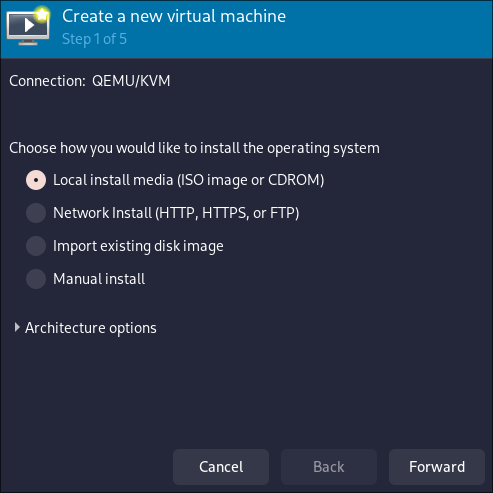 Create a new virtual machine
Step 1 of 5
Connection: QEMU/KVM
Choose how you would like to install the operating system
Local install media (ISO image or CDROM)
Network Install (HTTP, HTTPS, or FTP)
Import existing disk image
Manual install
Architecture options
Cancel
Back
Forward